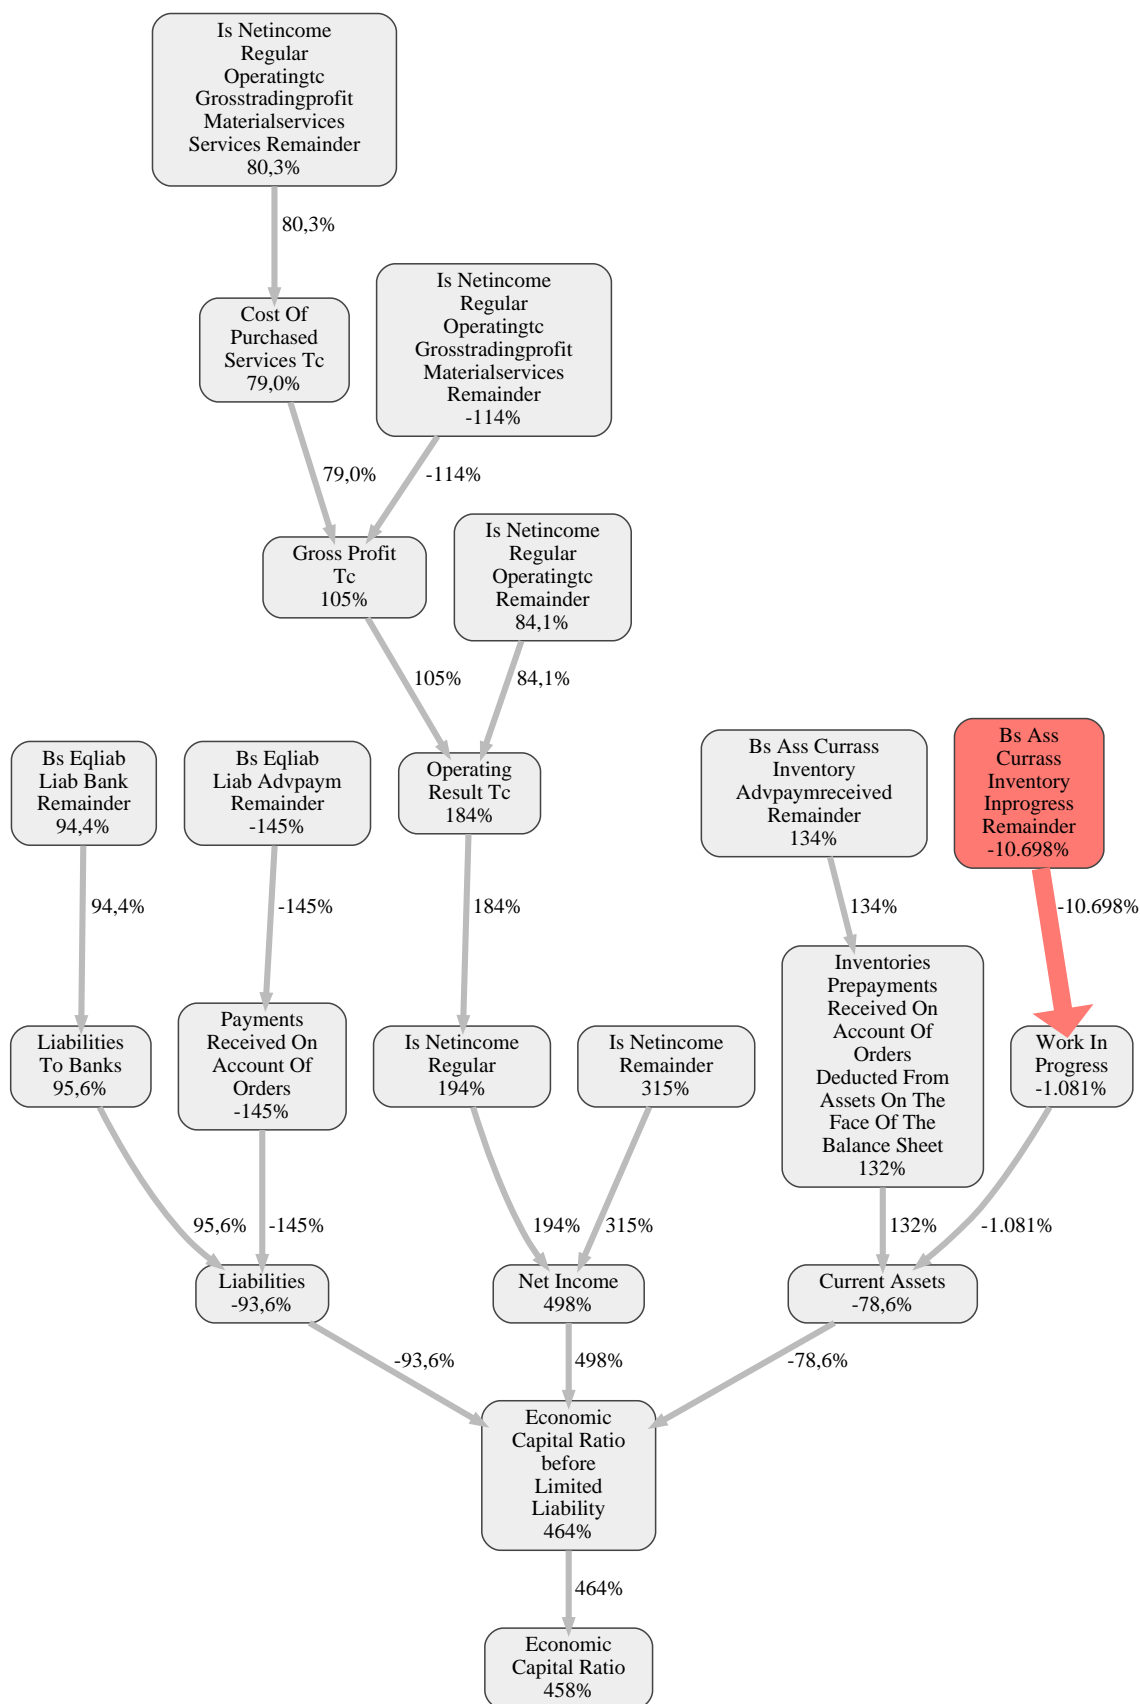 Is Netincome
Regular
Operatingtc
Grosstradingprofit
Materialservices
Services Remainder
80,3%
80,3%
Cost Of
Purchased
Services Tc
79,0%
Is Netincome
Regular
Operatingtc
Grosstradingprofit
Materialservices
Remainder
-114%
79,0%
-114%
Gross Profit
Tc
105%
Is Netincome
Regular
Operatingtc
Remainder
84,1%
105%
84,1%
Bs Eqliab
Liab Bank
Remainder
94,4%
Bs Eqliab
Liab Advpaym
Remainder
-145%
Operating
Result Tc
184%
Bs Ass Currass
Inventory
Advpaymreceived
Remainder
134%
Bs Ass
Currass
Inventory
Inprogress
Remainder
-10.698%
94,4%
-145%
184%
134%
-10.698%
Liabilities
To Banks
95,6%
Payments
Received On
Account Of
Orders
-145%
Is Netincome
Regular
194%
Is Netincome
Remainder
315%
Inventories
Prepayments
Received On
Account Of
Orders
Deducted From
Assets On The
Face Of The
Balance Sheet
132%
Work In
Progress
-1.081%
95,6%
-145%
194%
315%
132%
-1.081%
Liabilities
-93,6%
Net Income
498%
Current Assets
-78,6%
-93,6%
498%
-78,6%
Economic
Capital Ratio
before
Limited
Liability
464%
464%
Economic
Capital Ratio
458%